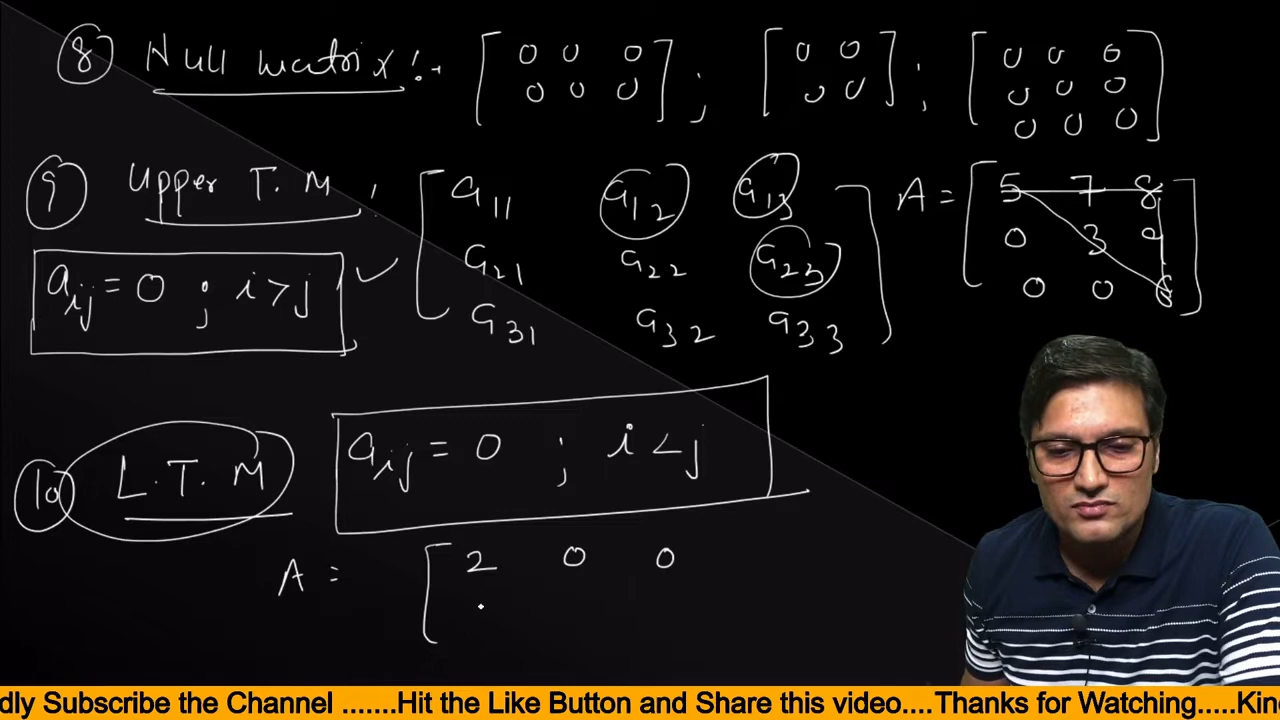 8 Null matrix :- [ 0 0 0 ; [ 0 0 ; [ 0 0 0
0 0 0 ] 0 0 ] 0 0 0
0 0 0 ]
9 Upper T. M : [ a11 a12 a13 A = [ 5 7 8
aij = 0 ; i > j ✓ a21 a22 a23 0 3 2
a31 a32 a33 ] 0 0 6 ]
10 L. T. M aij = 0 ; i < j
A = [ 2 0 0
dly Subscribe the Channel .......Hit the Like Button and Share this video....Thanks for Watching.....Kin